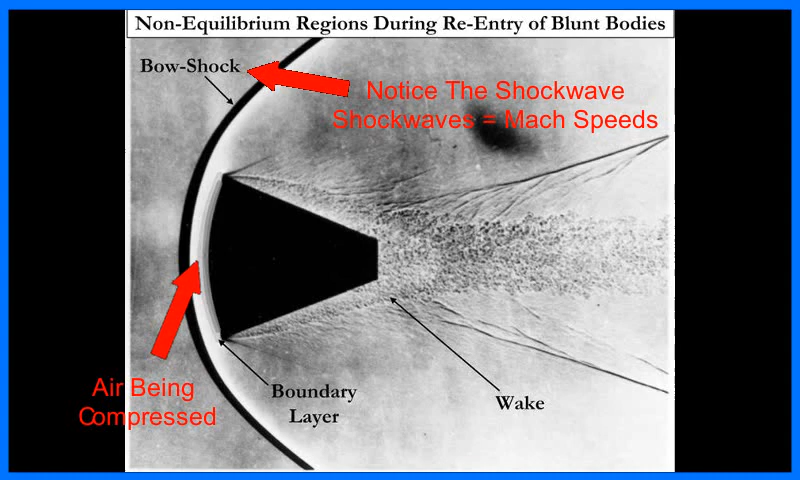 Non-Equilibrium Regions During Re-Entry of Blunt Bodies
Bow-Shock
Notice The Shockwave
Shockwaves = Mach Speeds
Air Being
Compressed
Boundary
Layer
Wake